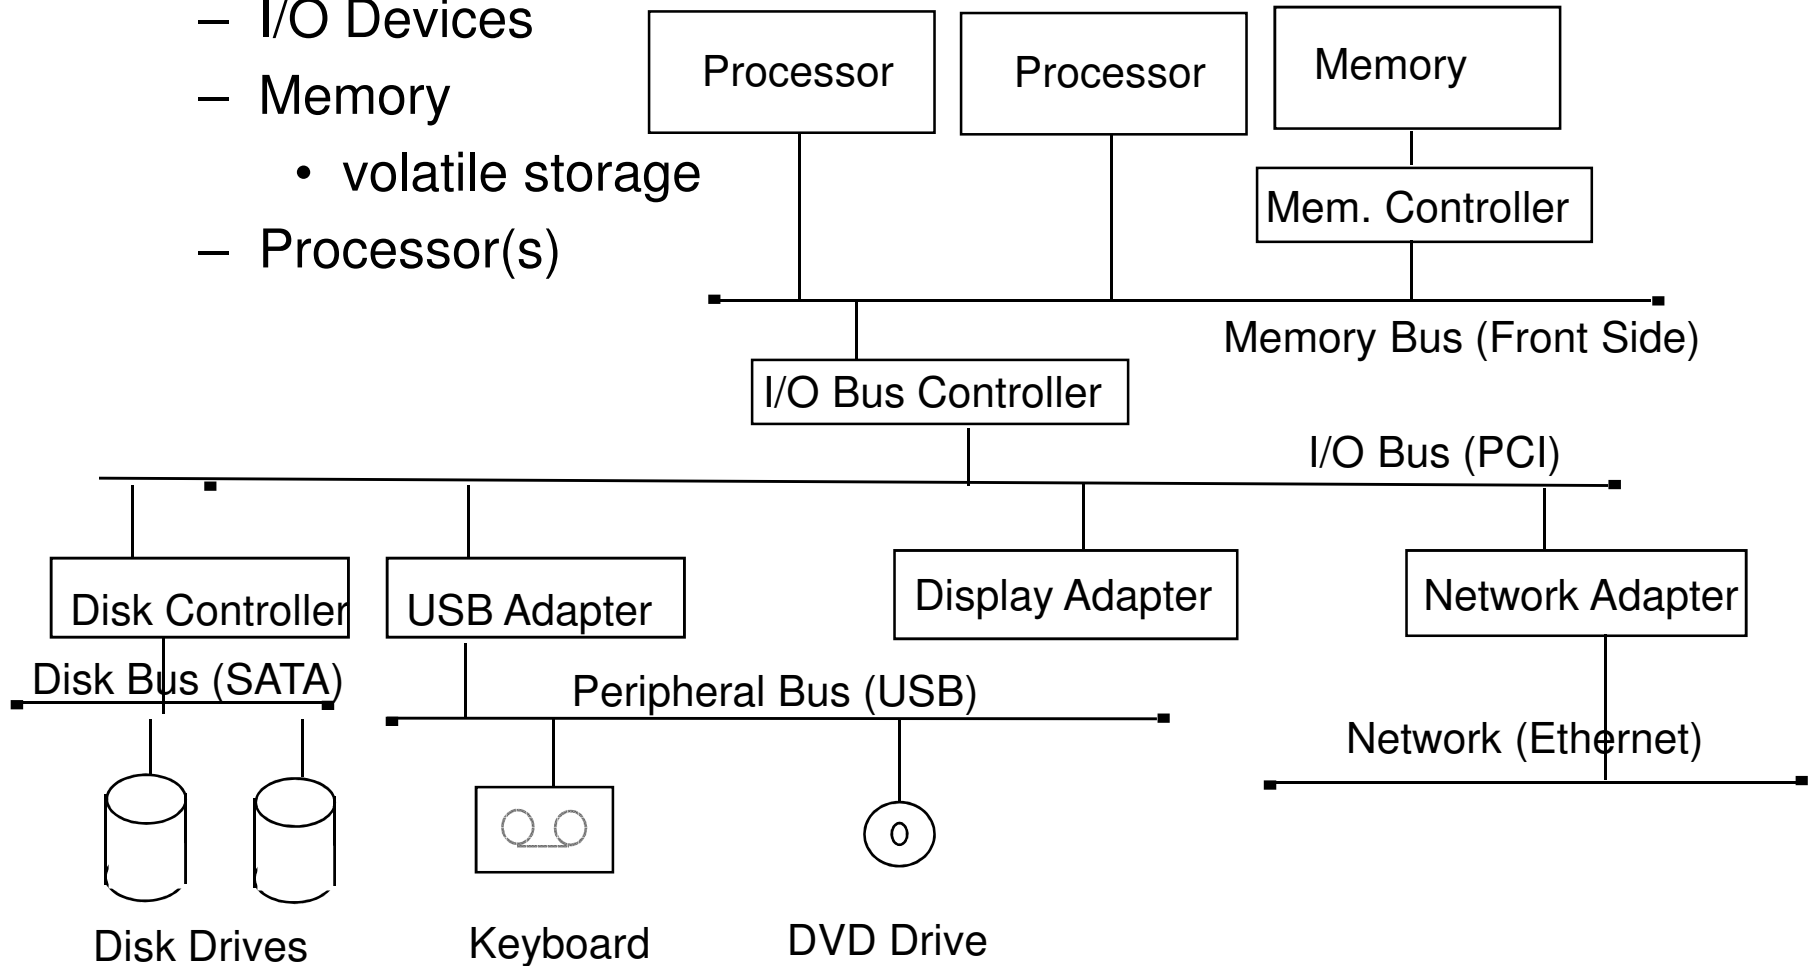 – I/O Devices
– Memory
• volatile storage
– Processor(s)
Processor
Processor
Memory
Mem. Controller
Memory Bus (Front Side)
I/O Bus Controller
I/O Bus (PCI)
Disk Controller
USB Adapter
Display Adapter
Network Adapter
Disk Bus (SATA)
Peripheral Bus (USB)
Network (Ethernet)
Disk Drives
Keyboard
DVD Drive